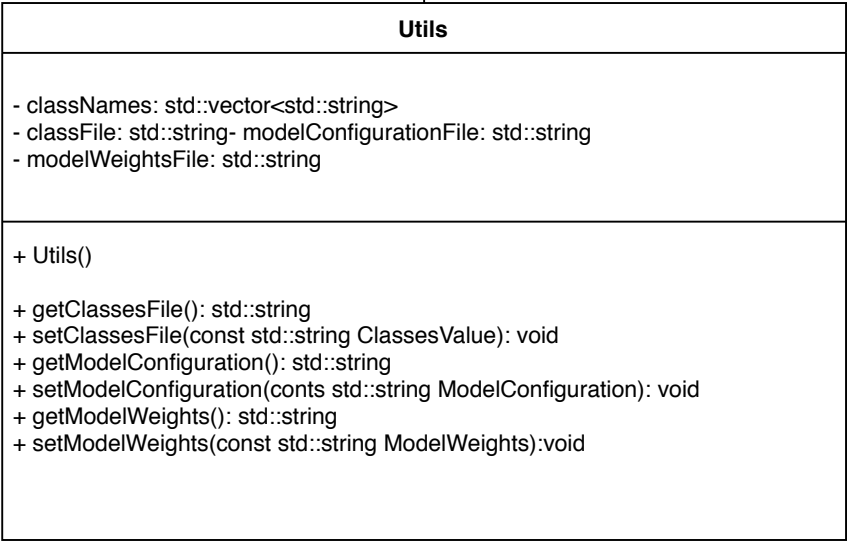 Utils
- classNames: std::vector<std::string>
- classFile: std::string- modelConfigurationFile: std::string
- modelWeightsFile: std::string
+ Utils()
+ getClassesFile(): std::string
+ setClassesFile(const std::string ClassesValue): void
+ getModelConfiguration(): std::string
+ setModelConfiguration(conts std::string ModelConfiguration): void
+ getModelWeights(): std::string
+ setModelWeights(const std::string ModelWeights):void